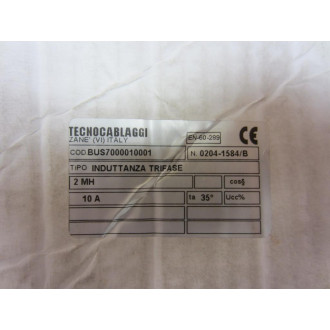 TECNOCABLAGGI
ZANE' (VI) ITALY
EN-60-289 CE
COD BUS7000010001 N. 0204-1584/B
TIPO INDUTTANZA TRIFASE
2 MH cos§
10 A ta 35° Ucc%